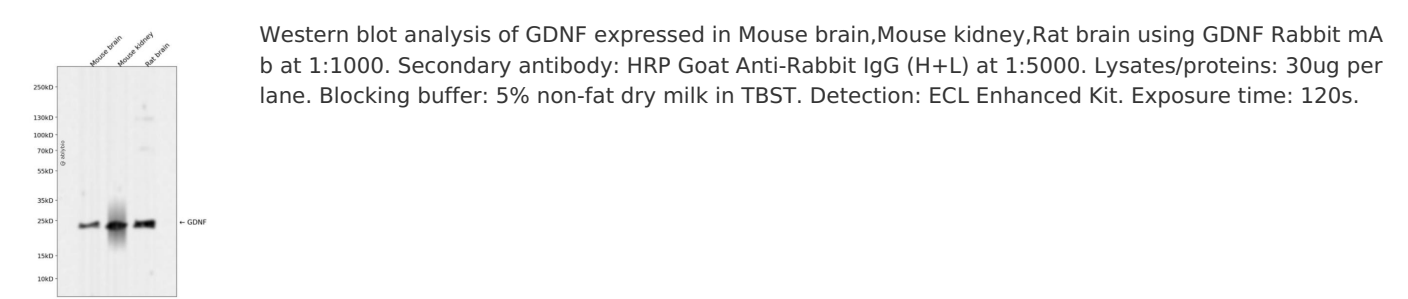 Mouse brain
Mouse kidney
Rat brain
250kD
130kD
100kD
70kD
55kD
35kD
25kD
15kD
10kD
@ ablybio
← GDNF
Western blot analysis of GDNF expressed in Mouse brain,Mouse kidney,Rat brain using GDNF Rabbit mA
b at 1:1000. Secondary antibody: HRP Goat Anti-Rabbit IgG (H+L) at 1:5000. Lysates/proteins: 30ug per
lane. Blocking buffer: 5% non-fat dry milk in TBST. Detection: ECL Enhanced Kit. Exposure time: 120s.